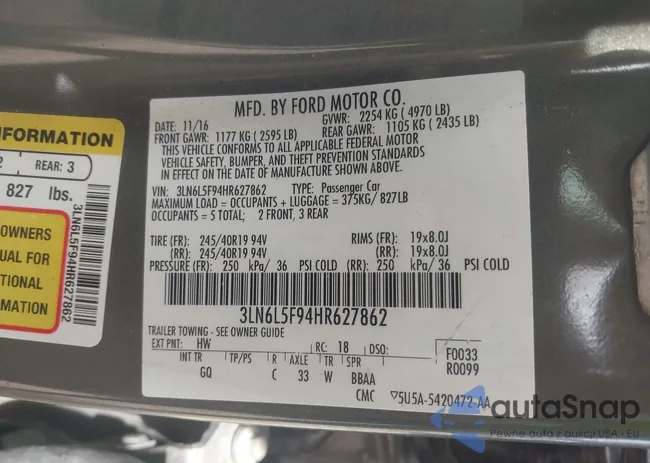 MFD. BY FORD MOTOR CO.
DATE: 11/16 GVWR: 2254 KG ( 4970 LB)
FRONT GAWR: 1177 KG ( 2595 LB) REAR GAWR: 1105 KG ( 2435 LB)
THIS VEHICLE CONFORMS TO ALL APPLICABLE FEDERAL MOTOR
VEHICLE SAFETY, BUMPER, AND THEFT PREVENTION STANDARDS
IN EFFECT ON THE DATE OF MANUFACTURE SHOWN ABOVE.
VIN: 3LN6L5F94HR627862 TYPE: Passenger Car
MAXIMUM LOAD = OCCUPANTS + LUGGAGE = 375KG/ 827LB
OCCUPANTS = 5 TOTAL; 2 FRONT, 3 REAR
TIRE (FR): 245/40R19 94V RIMS (FR): 19x8.0J
(RR): 245/40R19 94V (RR): 19x8.0J
PRESSURE (FR): 250 kPa/ 36 PSI COLD (RR): 250 kPa/ 36 PSI COLD
3LN6L5F94HR627862
TRAILER TOWING - SEE OWNER GUIDE
EXT PNT: HW RC: 18 DSO: F0033
INT TR TP/PS R AXLE TR SPR R0099
GQ C 33 W BBAA
CMC 5U5A-5420472-AA
INFORMATION
2 REAR: 3
827 lbs.
OWNERS
UAL FOR
TIONAL
MATION
3LN6L5F94HR627862
autaSnap
Pewne auta z aukcji USA i EU